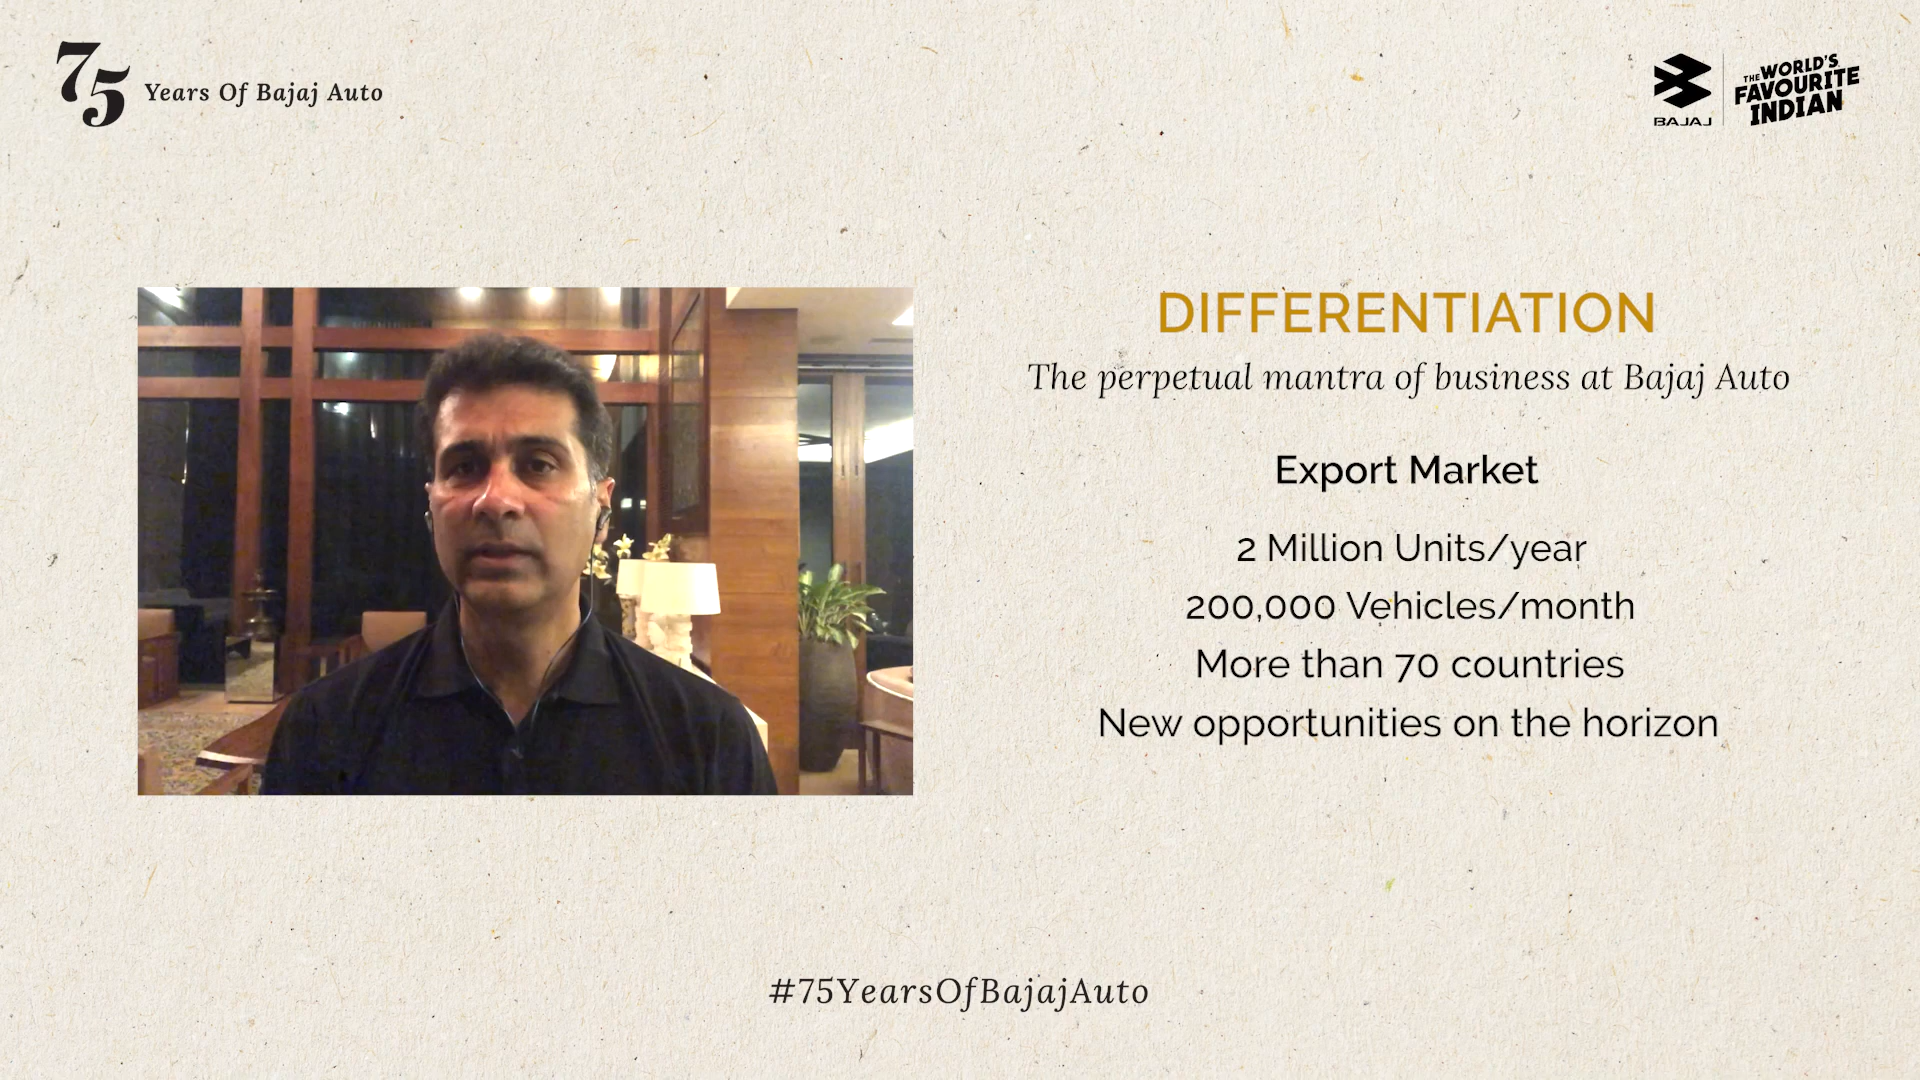 75 Years Of Bajaj Auto
BAJAJ
THE WORLD'S
FAVOURITE
INDIAN
DIFFERENTIATION
The perpetual mantra of business at Bajaj Auto
Export Market
2 Million Units/year
200,000 Vehicles/month
More than 70 countries
New opportunities on the horizon
#75YearsOfBajajAuto